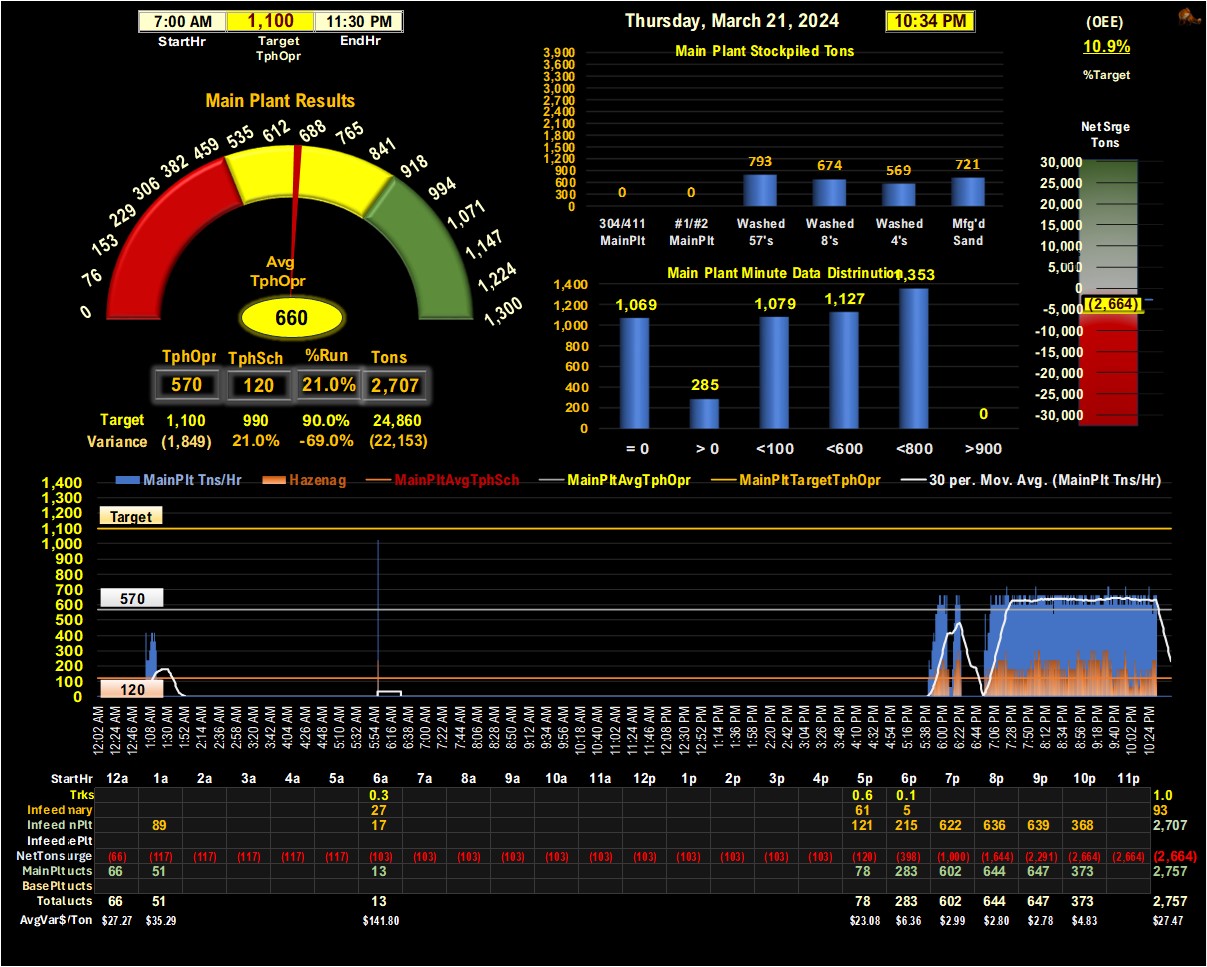 7:00 AM 1,100 11:30 PM
StartHr Target TphOpr EndHr
Thursday, March 21, 2024 10:34 PM
(OEE)
10.9%
%Target
Main Plant Results
0 76 153 229 306 382 459 535 612 688 765 841 918 994 1,071 1,147 1,224 1,300
Avg
TphOpr
660
TphOpr TphSch %Run Tons
570 120 21.0% 2,707
Target 1,100 990 90.0% 24,860
Variance (1,849) 21.0% -69.0% (22,153)
Main Plant Stockpiled Tons
3,900
3,600
3,300
3,000
2,700
2,400
2,100
1,800
1,500
1,200
900
600
300
0
0 0 793 674 569 721
304/411 #1/#2 Washed Washed Washed Mfg'd
MainPlt MainPlt 57's 8's 4's Sand
Main Plant Minute Data Distrinution
1,400
1,200
1,000
800
600
400
200
0
1,069 285 1,079 1,127 1,353 0
= 0 > 0 <100 <600 <800 >900
Net Srge
Tons
30,000
25,000
20,000
15,000
10,000
5,000
0
-5,000
-10,000
-15,000
-20,000
-25,000
-30,000
(2,664)
MainPlt Tns/Hr Hazenag MainPltAvgTphSch MainPltAvgTphOpr MainPltTargetTphOpr 30 per. Mov. Avg. (MainPlt Tns/Hr)
1,400
1,300
1,200
1,100
1,000
900
800
700
600
500
400
300
200
100
0
Target
570
120
12:02 AM 12:24 AM 12:46 AM 1:08 AM 1:30 AM 1:52 AM 2:14 AM 2:36 AM 2:58 AM 3:20 AM 3:42 AM 4:04 AM 4:26 AM 4:48 AM 5:10 AM 5:32 AM 5:54 AM 6:16 AM 6:38 AM 7:00 AM 7:22 AM 7:44 AM 8:06 AM 8:28 AM 8:50 AM 9:12 AM 9:34 AM 9:56 AM 10:18 AM 10:40 AM 11:02 AM 11:24 AM 11:46 AM 12:08 PM 12:30 PM 12:52 PM 1:14 PM 1:36 PM 1:58 PM 2:20 PM 2:42 PM 3:04 PM 3:26 PM 3:48 PM 4:10 PM 4:32 PM 4:54 PM 5:16 PM 5:38 PM 6:00 PM 6:22 PM 6:44 PM 7:06 PM 7:28 PM 7:50 PM 8:12 PM 8:34 PM 8:56 PM 9:18 PM 9:40 PM 10:02 PM 10:24 PM
StartHr 12a 1a 2a 3a 4a 5a 6a 7a 8a 9a 10a 11a 12p 1p 2p 3p 4p 5p 6p 7p 8p 9p 10p 11p
Trks 0.3 0.6 0.1 1.0
Infeed nary 27 61 5 93
Infeed nPlt 89 17 121 215 622 636 639 368 2,707
Infeed ePlt
NetTons urge (66) (117) (117) (117) (117) (117) (103) (103) (103) (103) (103) (103) (103) (103) (103) (103) (103) (120) (398) (1,000) (1,644) (2,291) (2,664) (2,664) (2,664)
MainPlt ucts 66 51 13 78 283 602 644 647 373 2,757
BasePlt ucts
Total ucts 66 51 13 78 283 602 644 647 373 2,757
AvgVar$/Ton $27.27 $35.29 $141.80 $23.08 $6.36 $2.99 $2.80 $2.78 $4.83 $27.47